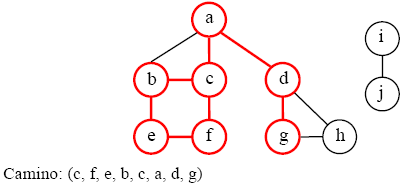 a
i
b c d
j
e f g h
Camino: (c, f, e, b, c, a, d, g)